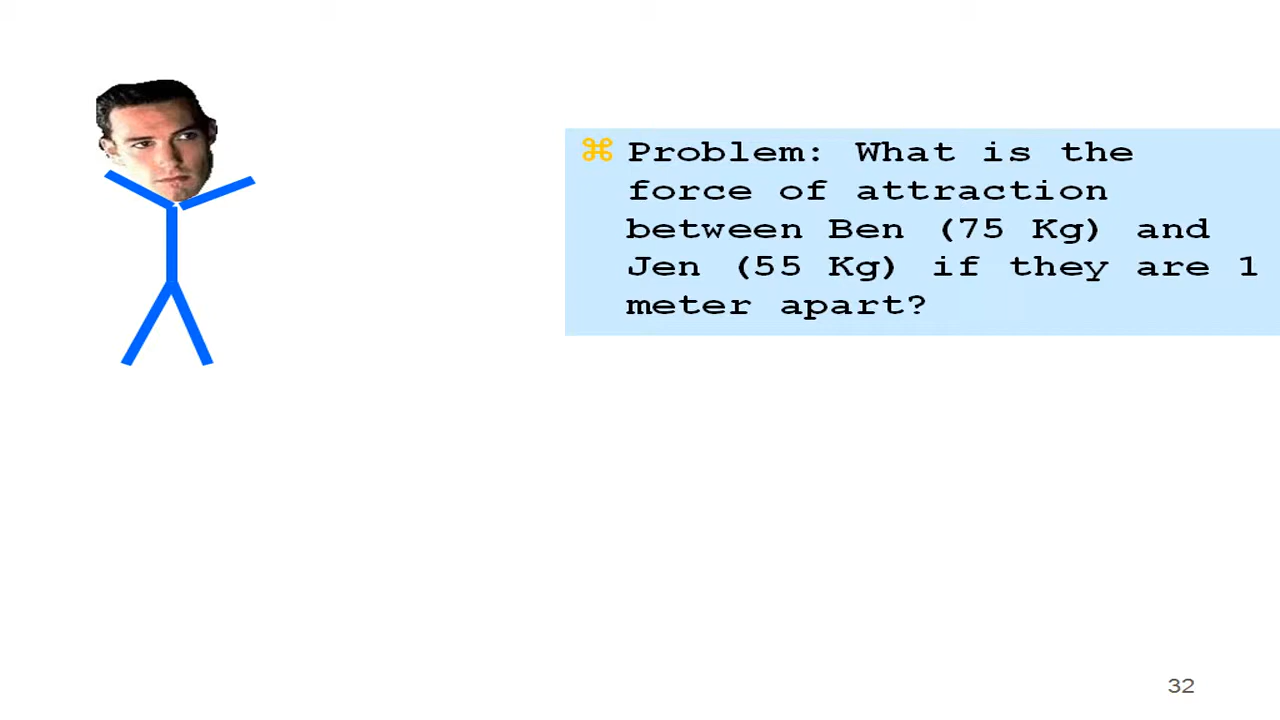 ⌘ Problem: What is the
force of attraction
between Ben (75 Kg) and
Jen (55 Kg) if they are 1
meter apart?
32